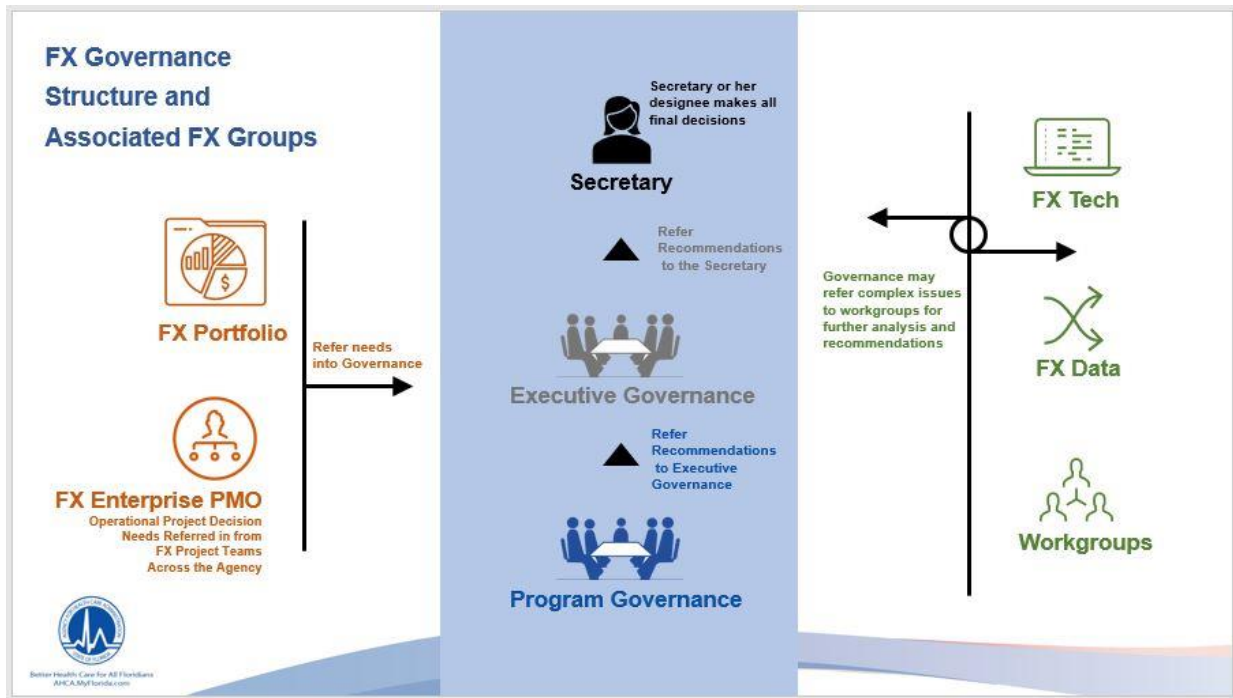 FX Governance
Structure and
Associated FX Groups
FX Portfolio
Refer needs
into Governance
FX Enterprise PMO
Operational Project Decision
Needs Referred in from
FX Project Teams
Across the Agency
Better Health Care for All Floridians
AHCA.MyFlorida.com
Secretary or her
designee makes all
final decisions
Secretary
Refer
Recommendations
to the Secretary
Executive Governance
Refer
Recommendations
to Executive
Governance
Program Governance
Governance may
refer complex issues
to workgroups for
further analysis and
recommendations
FX Tech
FX Data
Workgroups
$